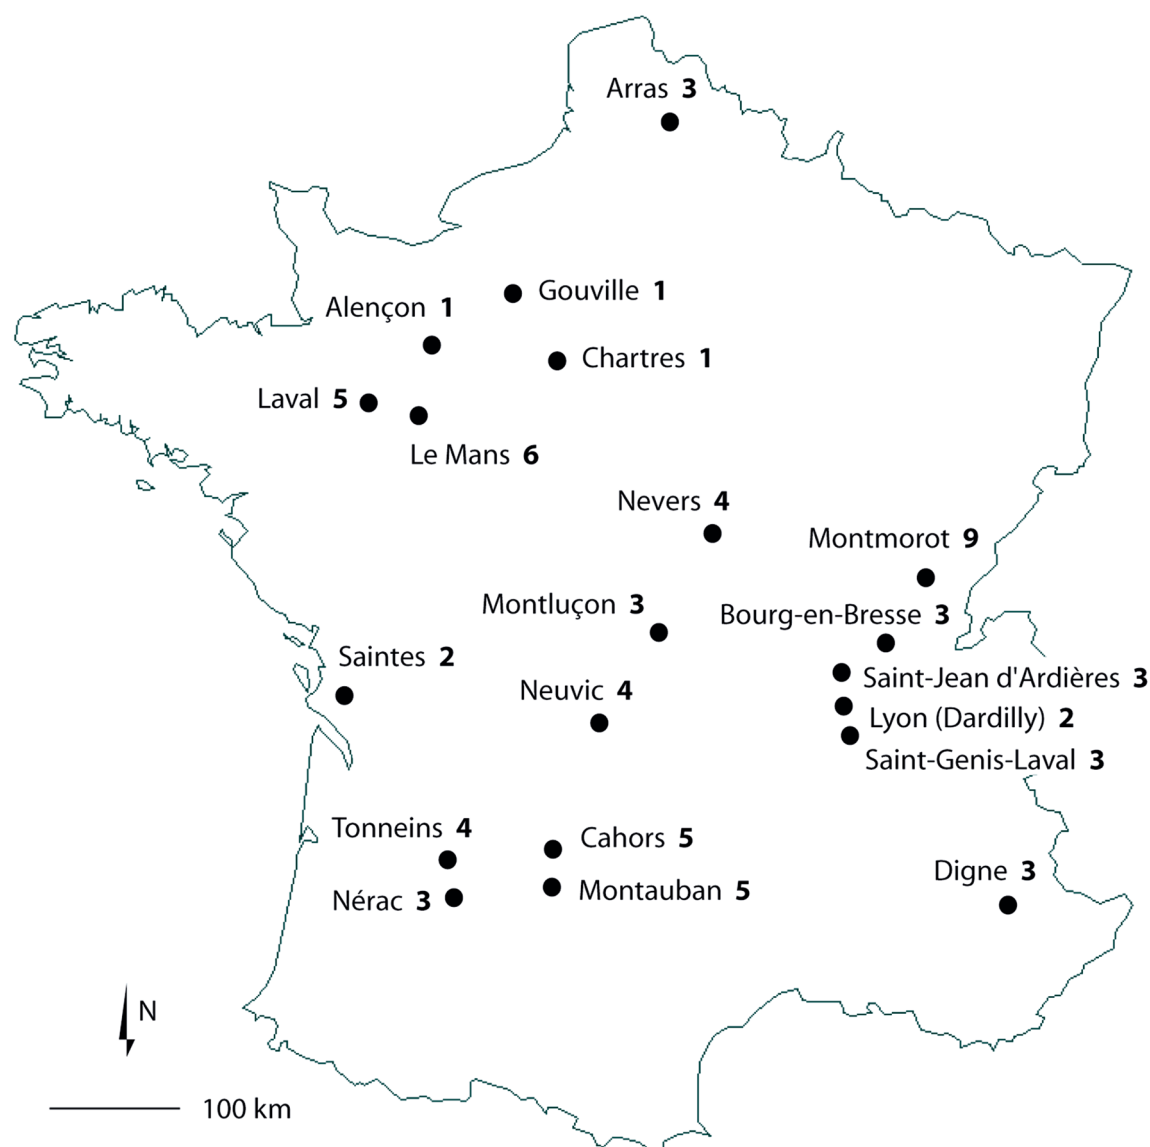 Arras 3
Gouville 1
Alençon 1
Chartres 1
Laval 5
Le Mans 6
Nevers 4
Montmorot 9
Montluçon 3
Bourg-en-Bresse 3
Saintes 2
Saint-Jean d'Ardières 3
Neuvic 4
Lyon (Dardilly) 2
Saint-Genis-Laval 3
Tonneins 4
Cahors 5
Digne 3
Montauban 5
Nérac 3
N
100 km